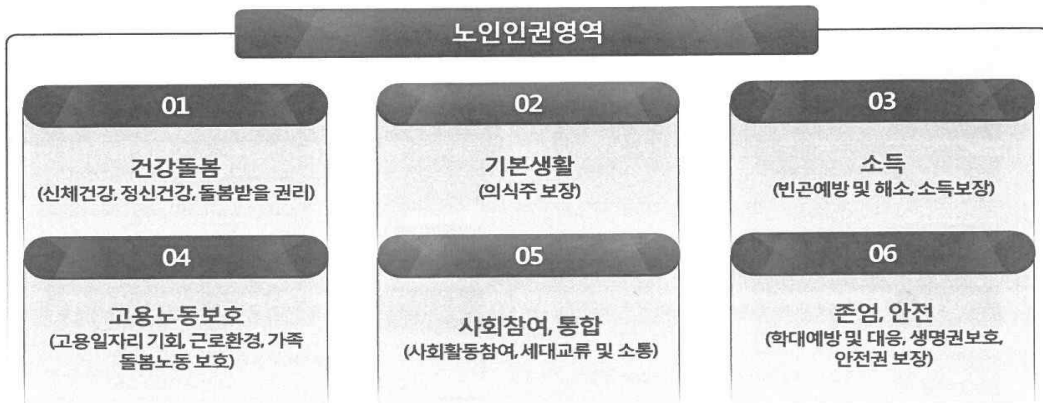 노인인권영역
01
건강돌봄
(신체건강, 정신건강, 돌봄받을 권리)
02
기본생활
(의식주 보장)
03
소득
(빈곤예방 및 해소, 소득보장)
04
고용노동보호
(고용일자리 기회, 근로환경, 가족
돌봄노동 보호)
05
사회참여, 통합
(사회활동참여, 세대교류 및 소통)
06
존엄, 안전
(학대예방 및 대응, 생명권보호,
안전권 보장)